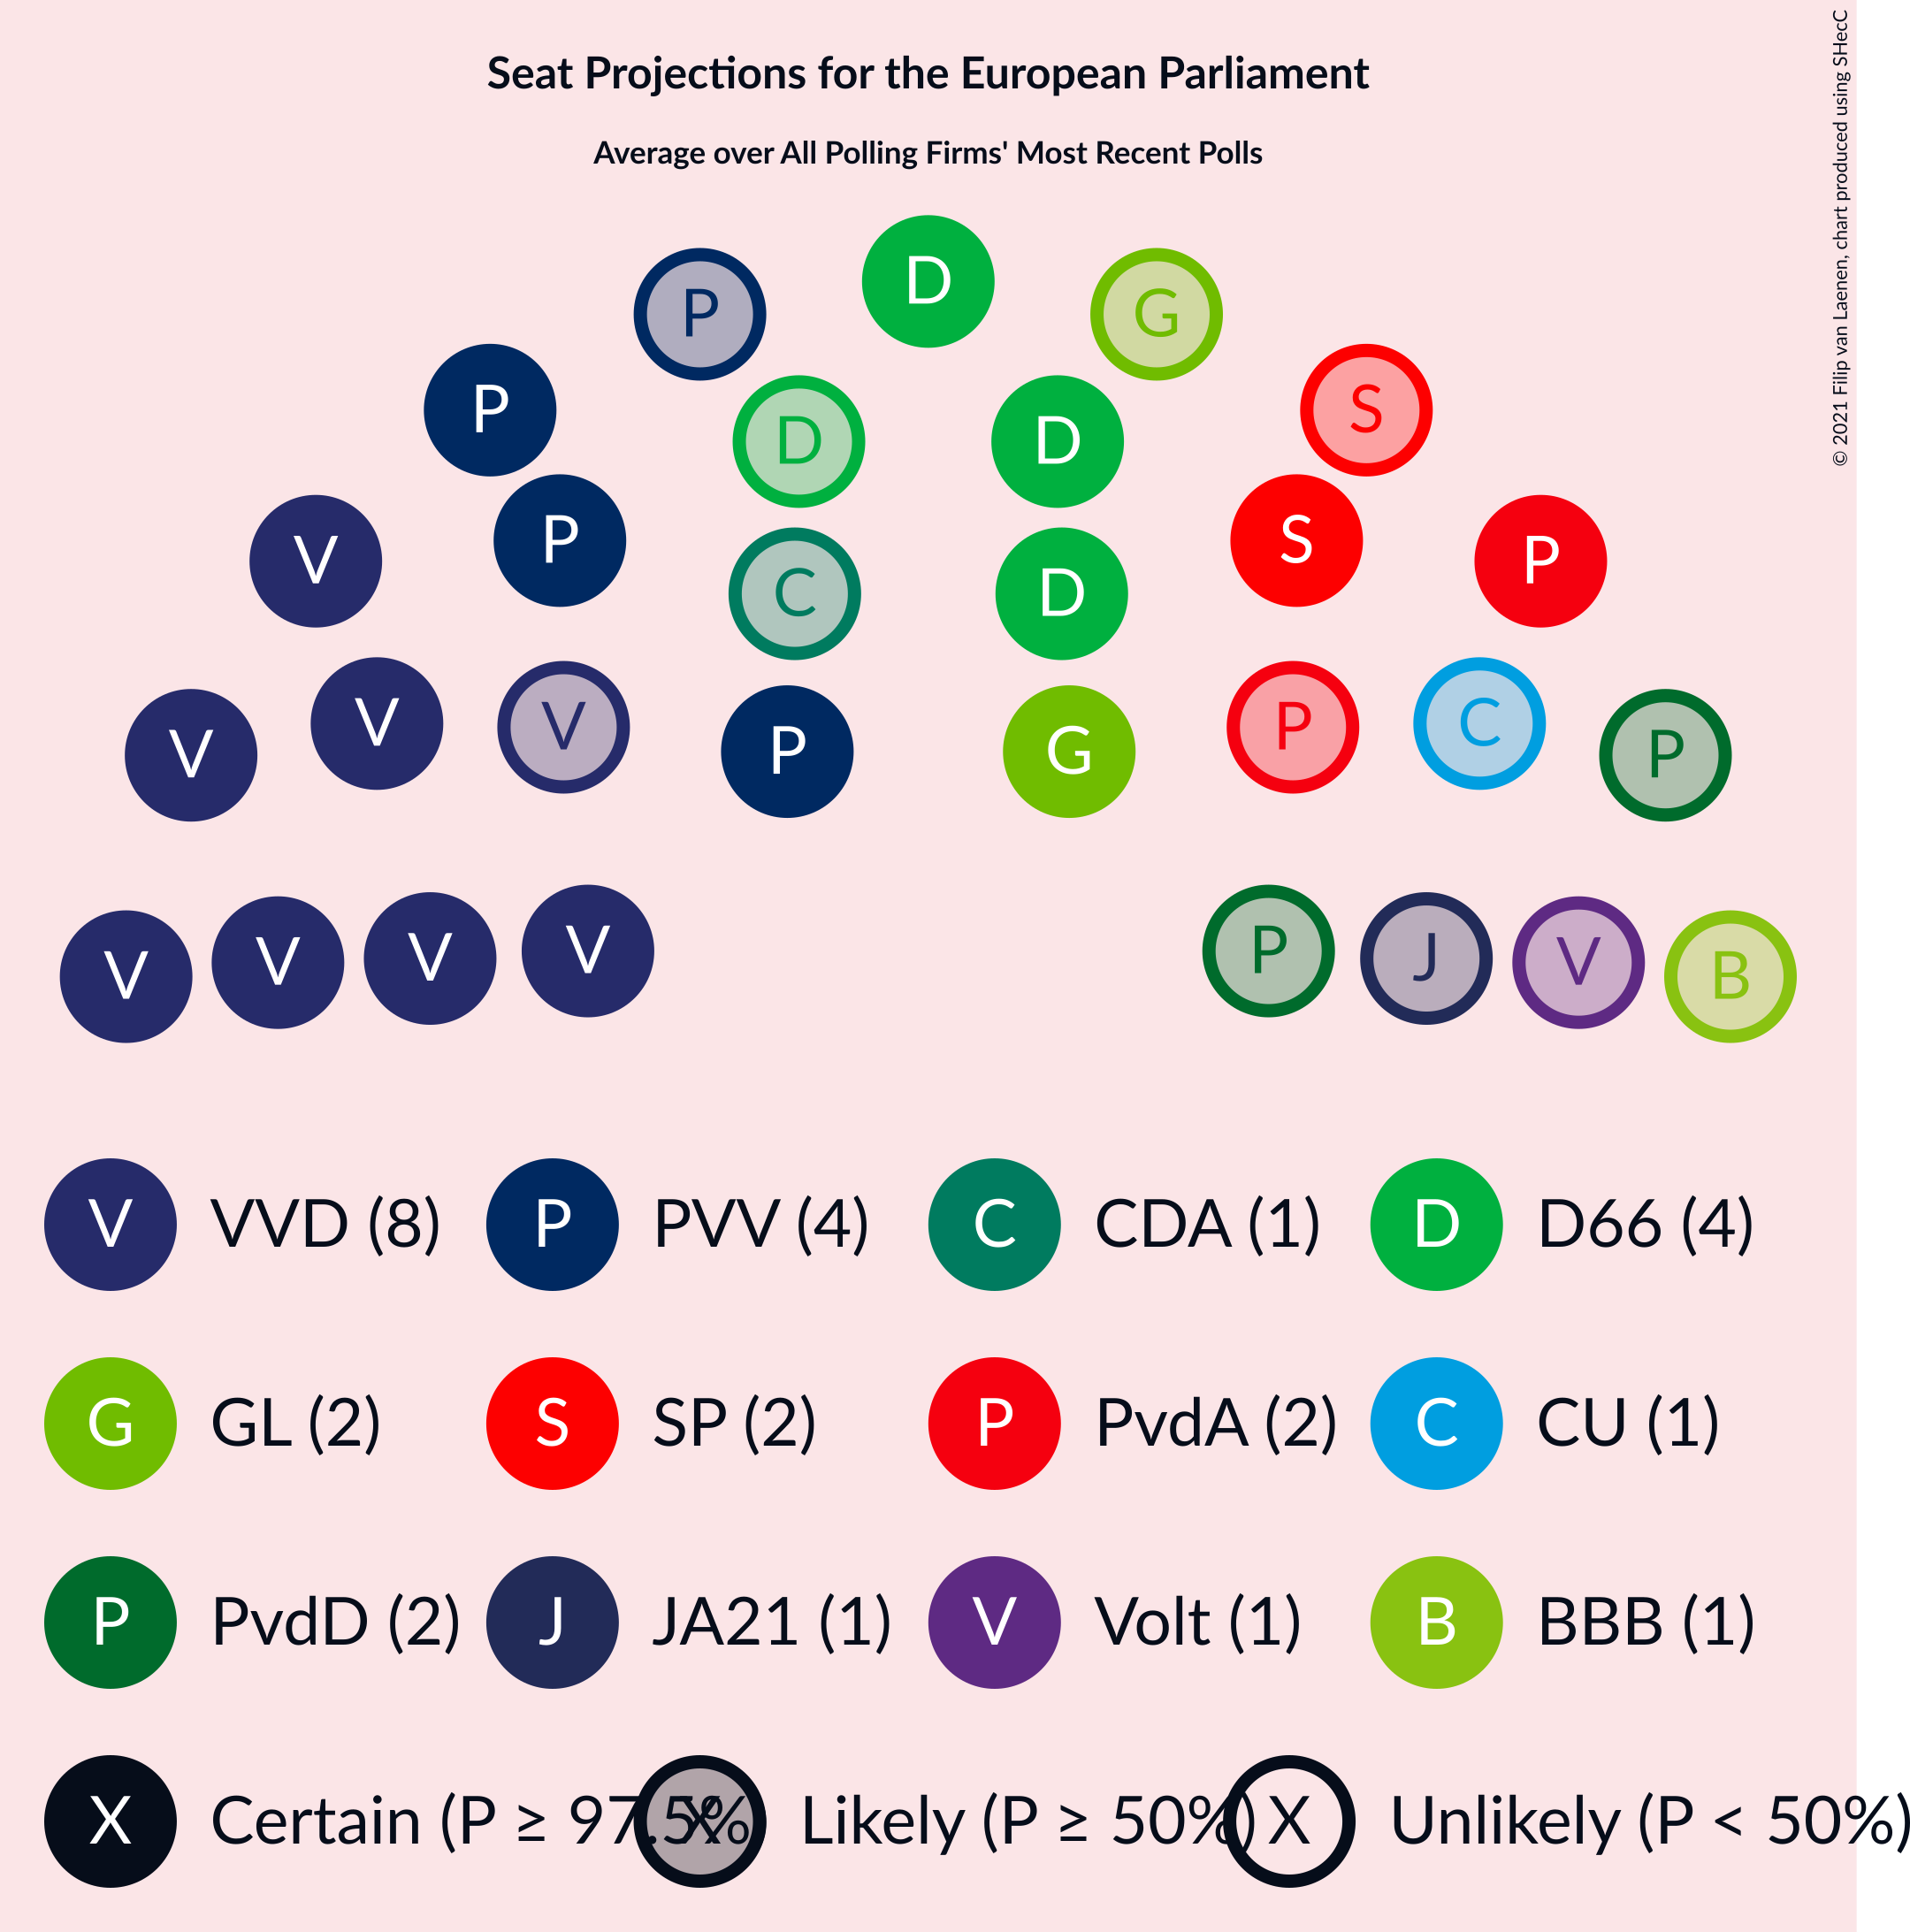 Seat Projections for the European Parliament
Average over All Polling Firms' Most Recent Polls
© 2021 Filip van Laenen, chart produced using SHecC
D
P G
P S
D D
P S
V P
C D
V V P C
V P G P
P
V V V V P J V B
V VVD (8) P PVV (4) C CDA (1) D D66 (4)
G GL (2) S SP (2) P PvdA (2) C CU (1)
P PvdD (2) J JA21 (1) V Volt (1) B BBB (1)
X Certain (P ≥ 97.5% X Likely (P ≥ 50%) X Unlikely (P < 50%)